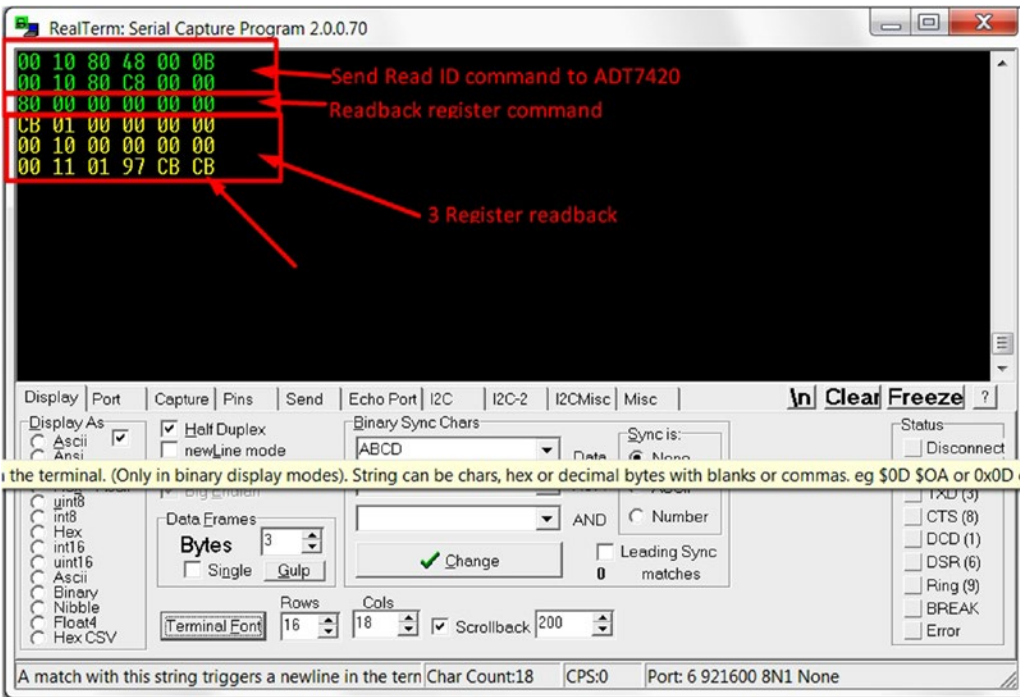 RealTerm: Serial Capture Program 2.0.0.70
00 10 80 48 00 0B
00 10 80 C8 00 00
Send Read ID command to ADT7420
80 00 00 00 00 00
Readback register command
CB 01 00 00 00 00
00 10 00 00 00 00
00 11 01 97 CB CB
3 Register readback
Display Port Capture Pins Send Echo Port I2C I2C-2 I2CMisc Misc \n Clear Freeze ?
Display As
Ascii
Ansi
Half Duplex
newLine mode
Binary Sync Chars
ABCD
Data
Sync is:
None
Status
Disconnect
the terminal. (Only in binary display modes). String can be chars, hex or decimal bytes with blanks or commas. eg $0D $OA or 0x0D
Big Endian
uint8
int8
Hex
int16
uint16
Ascii
Binary
Nibble
Float4
Hex CSV
Data Frames
Bytes 3
Single Gulp
AND
Change
Ascii
Number
Leading Sync
0 matches
TXD (3)
CTS (8)
DCD (1)
DSR (6)
Ring (9)
BREAK
Error
Terminal Font
Rows
16
Cols
18
Scrollback 200
A match with this string triggers a newline in the tern Char Count:18 CPS:0 Port: 6 921600 8N1 None